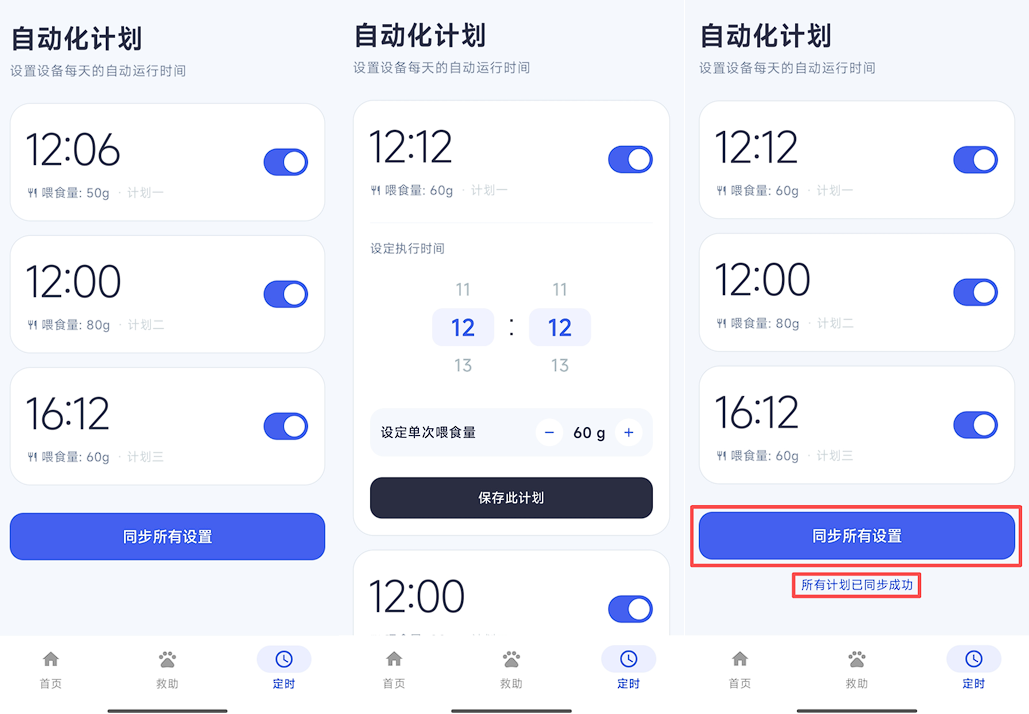 自动化计划
设置设备每天的自动运行时间
12:06
喂食量: 50g · 计划一
12:00
喂食量: 80g · 计划二
16:12
喂食量: 60g · 计划三
同步所有设置
首页
救助
定时
自动化计划
设置设备每天的自动运行时间
12:12
喂食量: 60g · 计划一
设定执行时间
11 11
12 : 12
13 13
设定单次喂食量 − 60 g +
保存此计划
12:00
首页
救助
定时
自动化计划
设置设备每天的自动运行时间
12:12
喂食量: 60g · 计划一
12:00
喂食量: 80g · 计划二
16:12
喂食量: 60g · 计划三
同步所有设置
所有计划已同步成功
首页
救助
定时